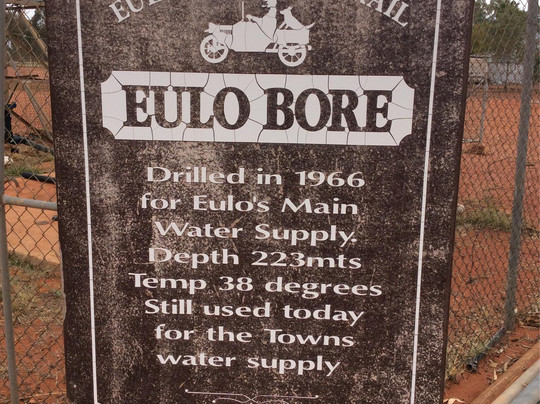 EULO
EULO BORE
Drilled in 1966
for Eulo's Main
Water Supply.
Depth 223mts
Temp 38 degrees
Still used today
for the Towns
water supply